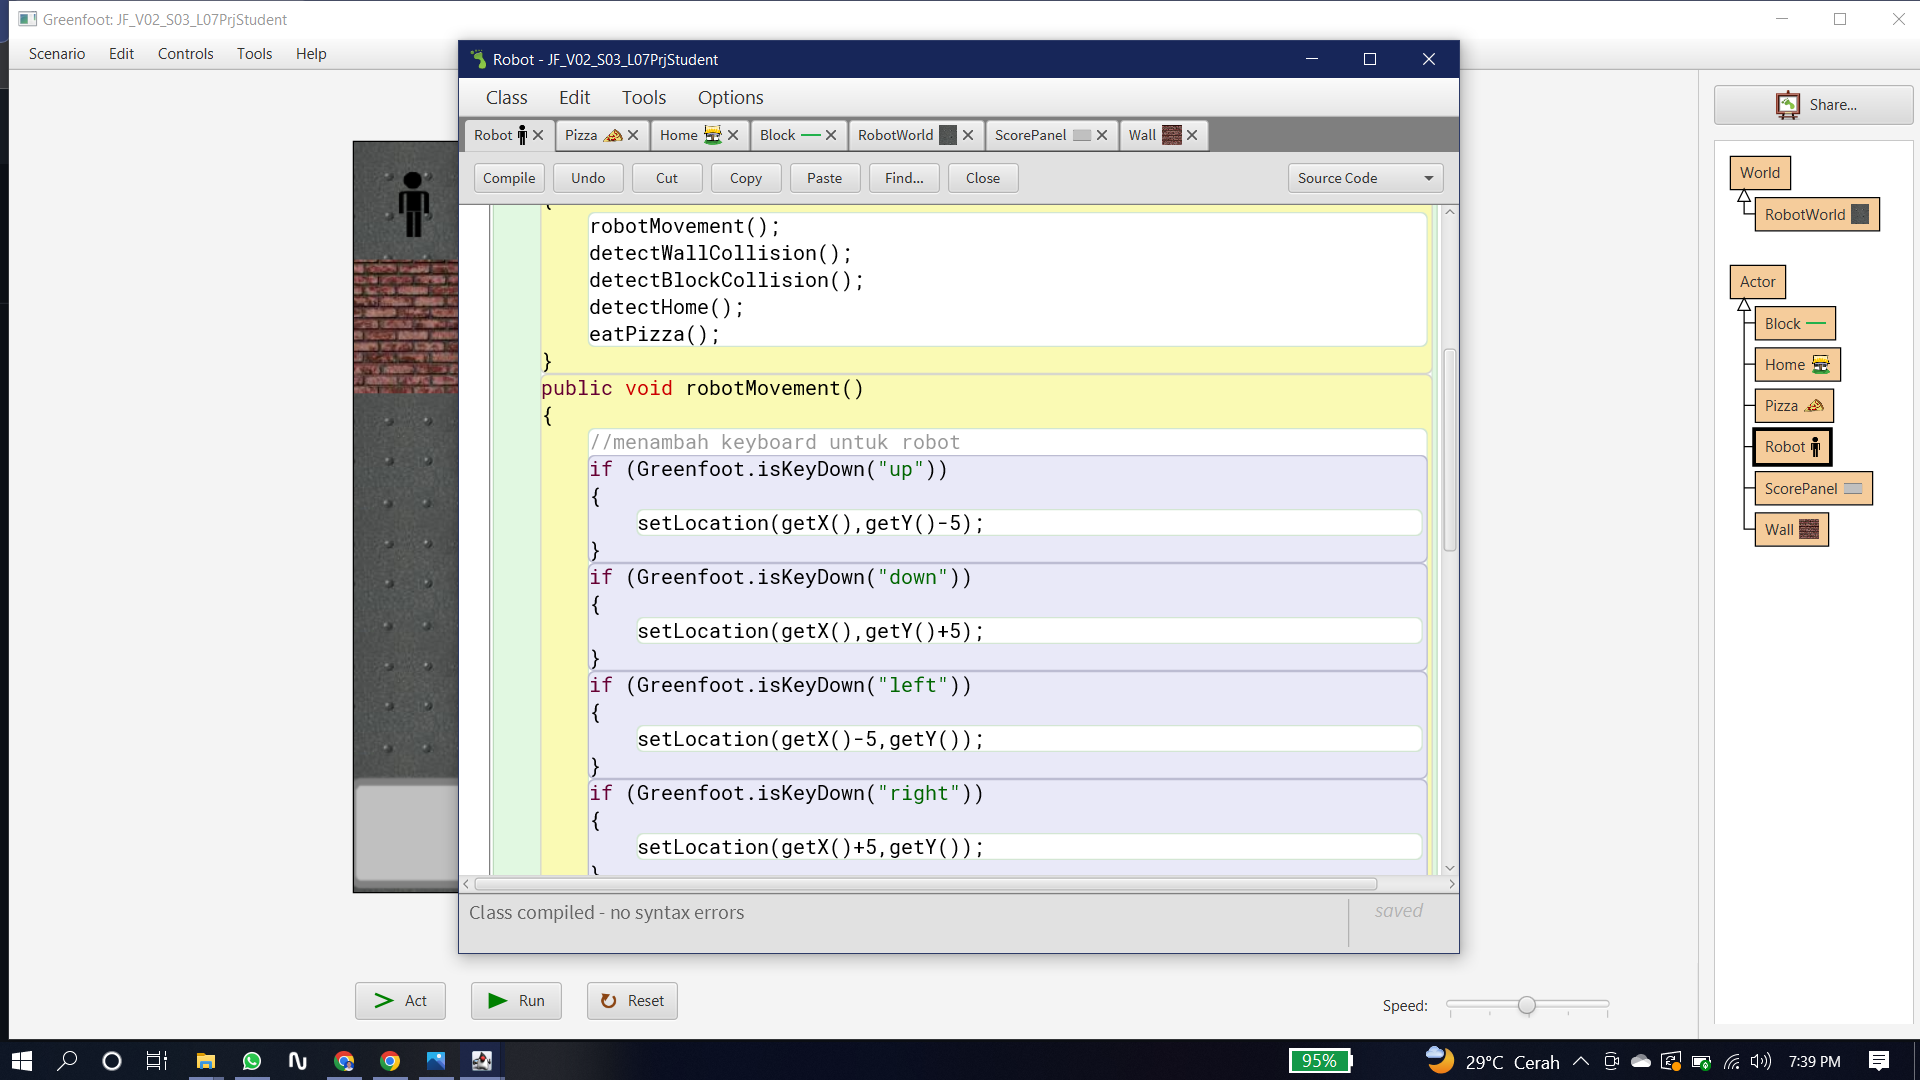 Greenfoot: JF_V02_S03_L07PrjStudent
Scenario Edit Controls Tools Help
Robot - JF_V02_S03_L07PrjStudent
Class Edit Tools Options
Robot Pizza Home Block RobotWorld ScorePanel Wall
Compile Undo Cut Copy Paste Find... Close Source Code
{
robotMovement();
detectWallCollision();
detectBlockCollision();
detectHome();
eatPizza();
}
public void robotMovement()
{
//menambah keyboard untuk robot
if (Greenfoot.isKeyDown("up"))
{
setLocation(getX(),getY()-5);
}
if (Greenfoot.isKeyDown("down"))
{
setLocation(getX(),getY()+5);
}
if (Greenfoot.isKeyDown("left"))
{
setLocation(getX()-5,getY());
}
if (Greenfoot.isKeyDown("right"))
{
setLocation(getX()+5,getY());
}
Class compiled - no syntax errors
saved
Share...
World
RobotWorld
Actor
Block
Home
Pizza
Robot
ScorePanel
Wall
Act Run Reset Speed:
95% 29°C Cerah 7:39 PM